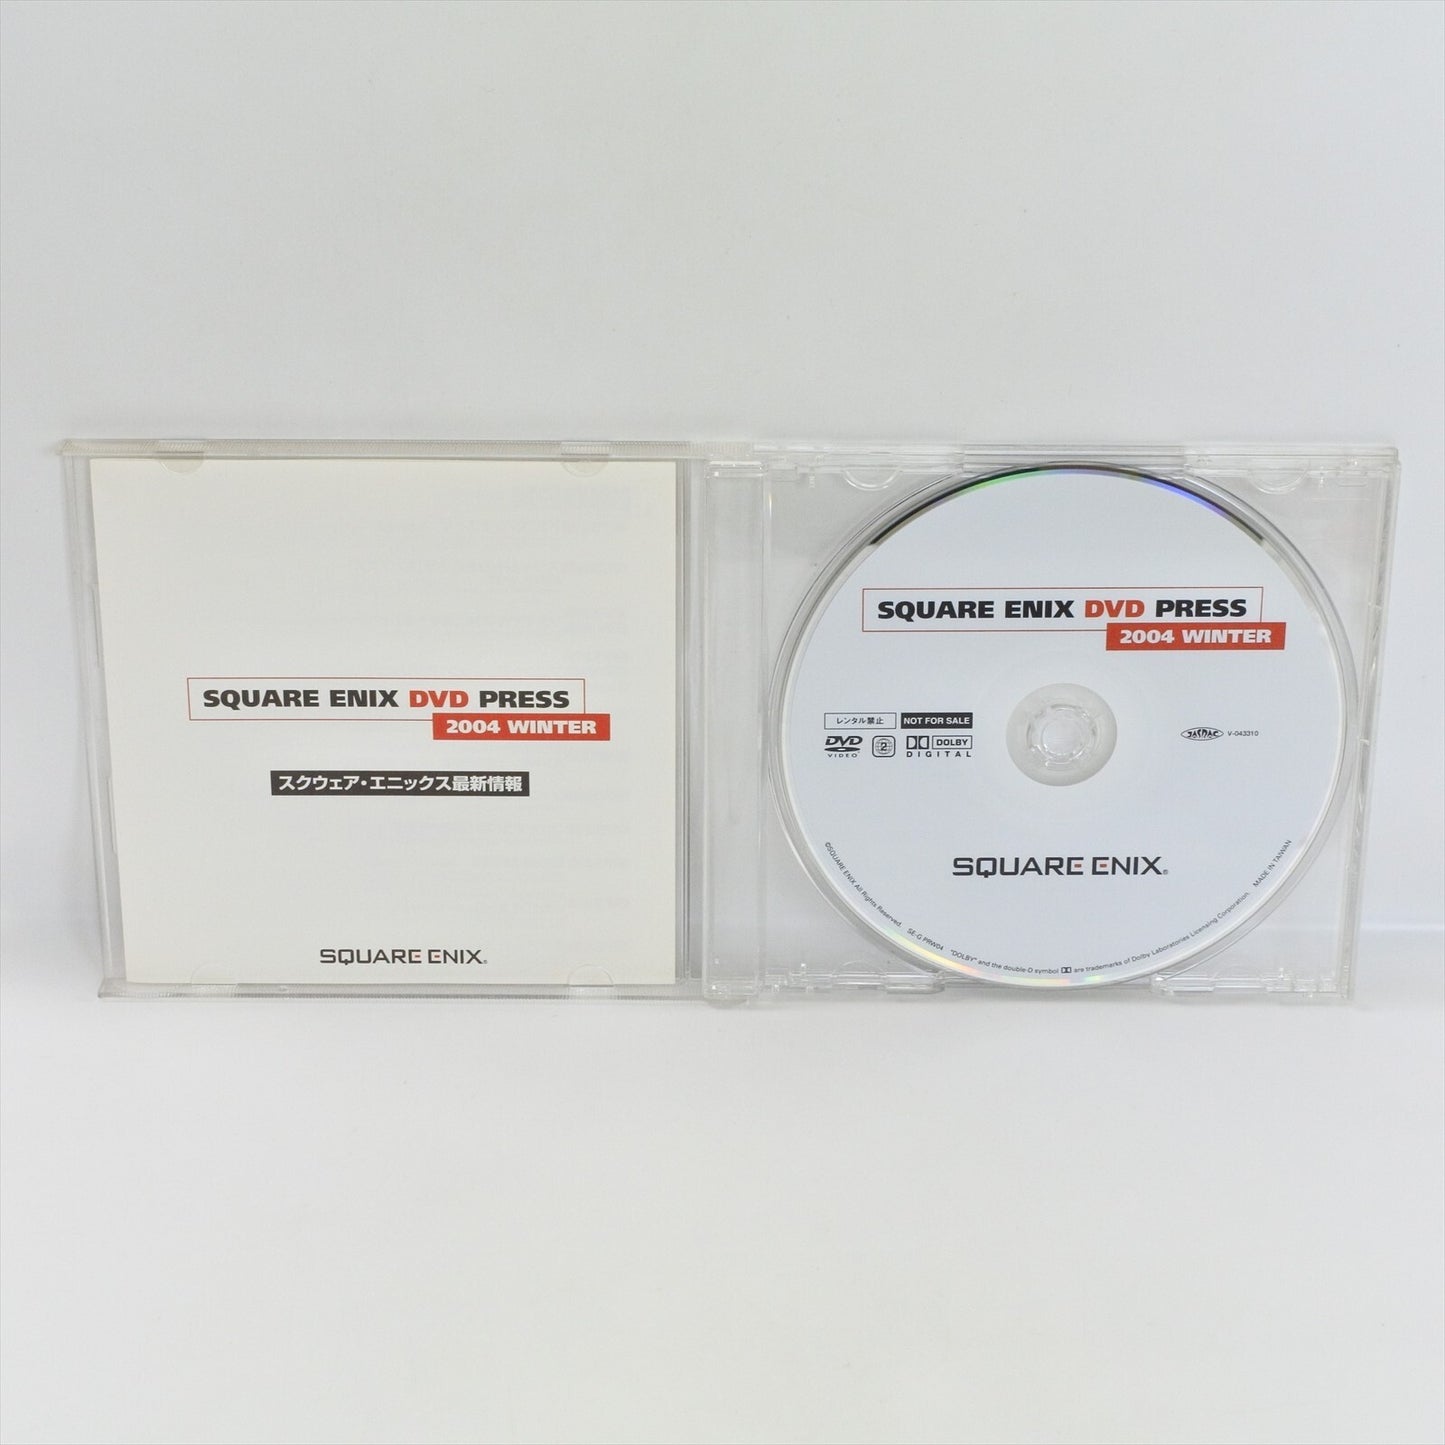 SQUARE ENIX DVD PRESS
2004 WINTER
スクウェア・エニックス最新情報
SQUARE ENIX®
SQUARE ENIX DVD PRESS
2004 WINTER
レンタル禁止 NOT FOR SALE
DVD VIDEO 2 DOLBY DIGITAL
JASRAC V-043310
SQUARE ENIX®
©SQUARE ENIX All Rights Reserved. SE-G PRW04 "DOLBY" and the double-D symbol are trademarks of Dolby Laboratories Licensing Corporation. MADE IN TAIWAN